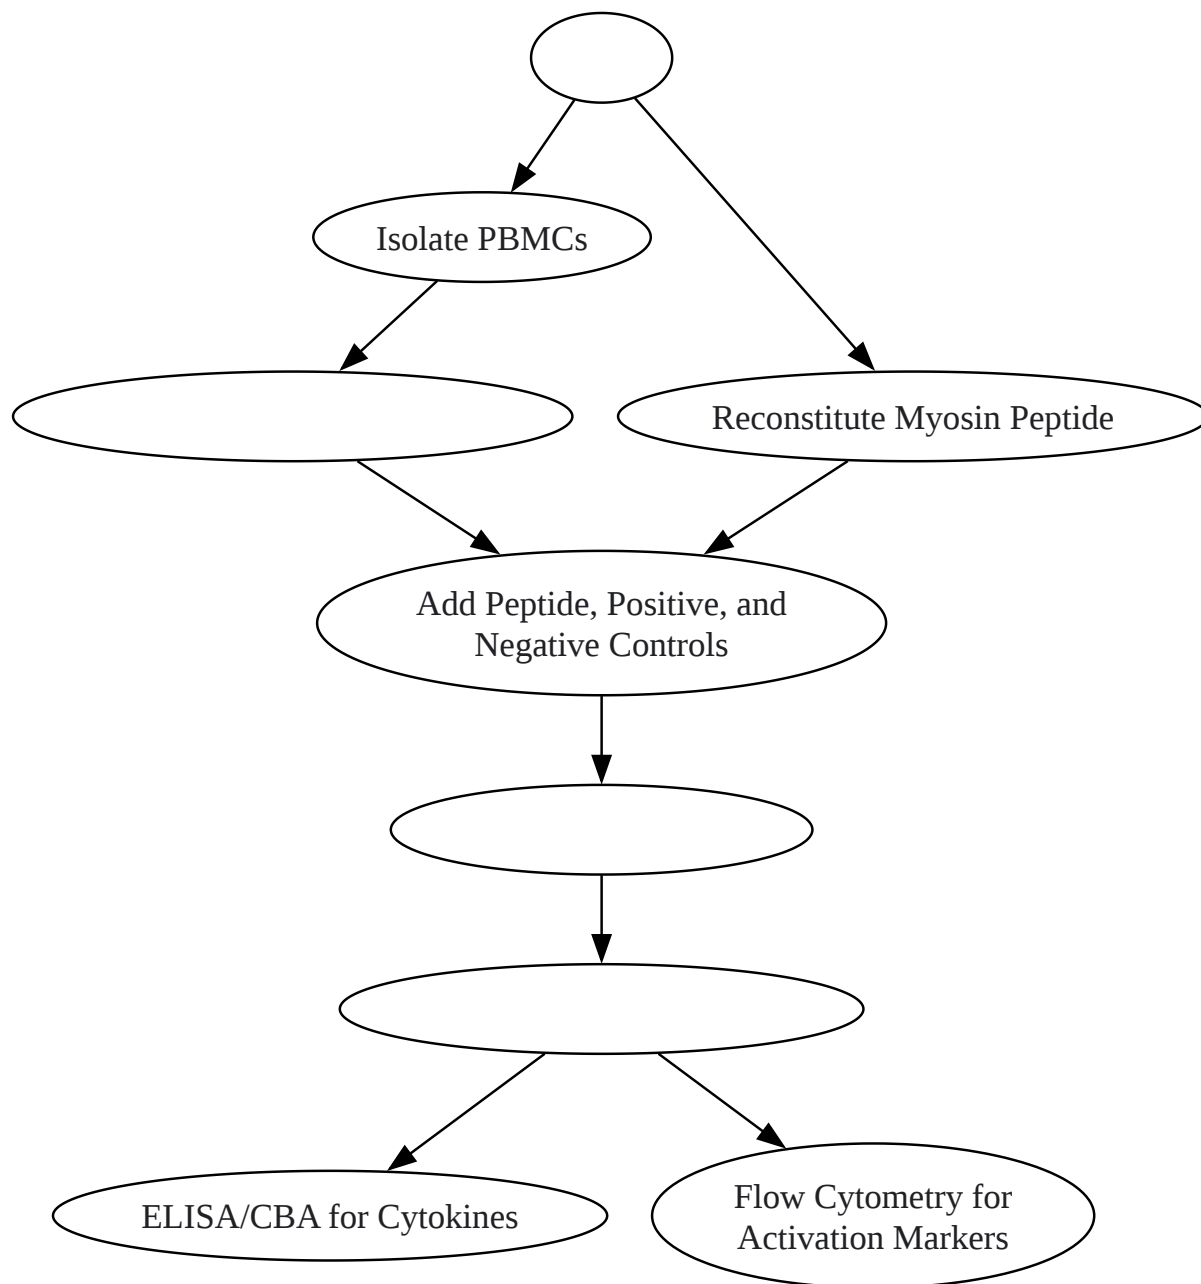 Isolate PBMCs
Reconstitute Myosin Peptide
Add Peptide, Positive, and
Negative Controls
ELISA/CBA for Cytokines
Flow Cytometry for
Activation Markers